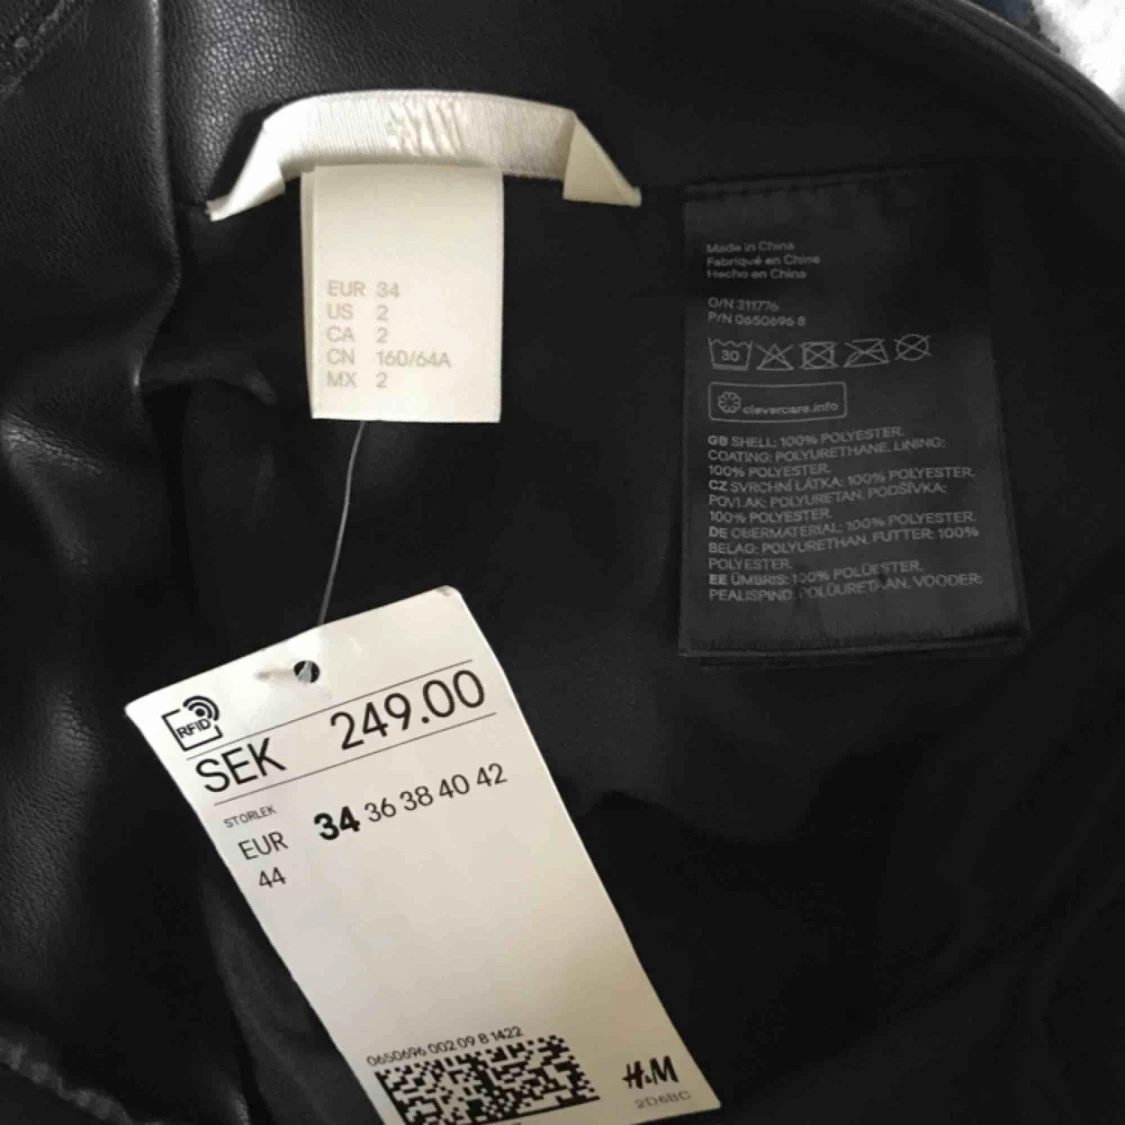 EUR 34
US 2
CA 2
CN 160/64A
MX 2
Made in China
Fabriqué en Chine
Hecho en China
O/N 311776
P/N 0650696 8
30
clevercare.info
GB SHELL: 100% POLYESTER.
COATING: POLYURETHANE. LINING:
100% POLYESTER.
CZ SVRCHNÍ LÁTKA: 100% POLYESTER.
POVLAK: POLYURETAN. PODŠÍVKA:
100% POLYESTER.
DE OBERMATERIAL: 100% POLYESTER.
BELAG: POLYURETHAN. FUTTER: 100%
POLYESTER.
EE ÜMBRIS: 100% POLÜESTER.
PEALISPIND: POLÜURETAAN. VOODER:
RFID
SEK 249.00
STORLEK
EUR 34 36 38 40 42
44
0650696 002 09 8 1422
H&M
2D6BC